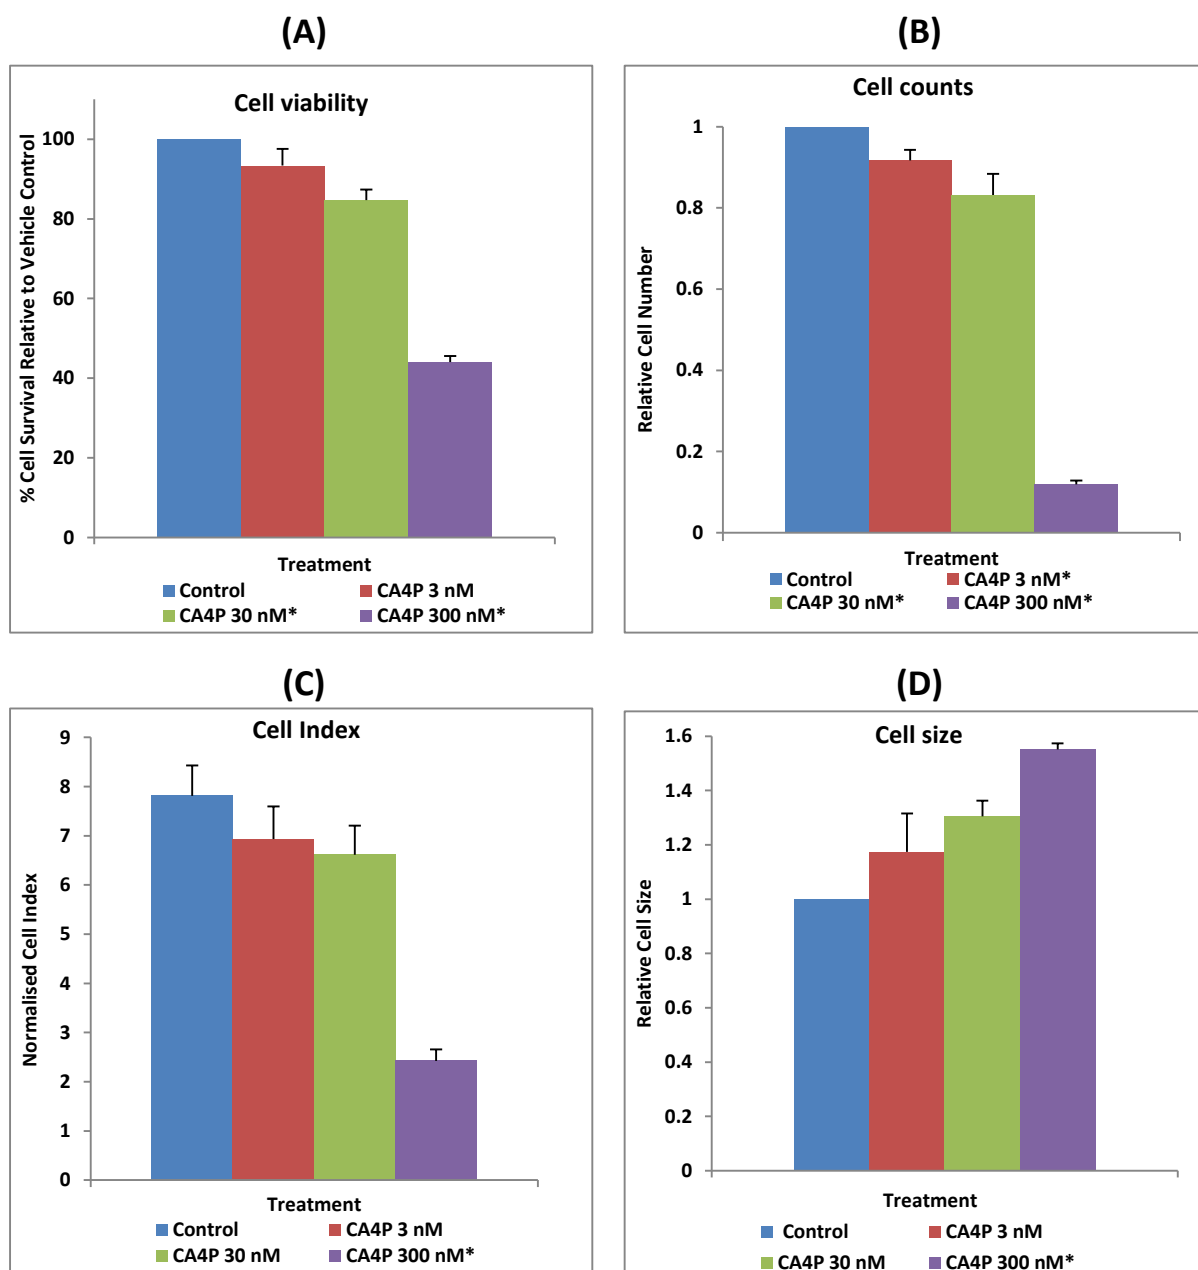 (A)
Cell viability
% Cell Survival Relative to Vehicle Control
100
80
60
40
20
0
Treatment
Control
CA4P 3 nM
CA4P 30 nM*
CA4P 300 nM*
(B)
Cell counts
Relative Cell Number
1
0.8
0.6
0.4
0.2
0
Treatment
Control
CA4P 3 nM*
CA4P 30 nM*
CA4P 300 nM*
(C)
Cell Index
Normalised Cell Index
9
8
7
6
5
4
3
2
1
0
Treatment
Control
CA4P 3 nM
CA4P 30 nM
CA4P 300 nM*
(D)
Cell size
Relative Cell Size
1.6
1.4
1.2
1
0.8
0.6
0.4
0.2
0
Treatment
Control
CA4P 3 nM
CA4P 30 nM
CA4P 300 nM*